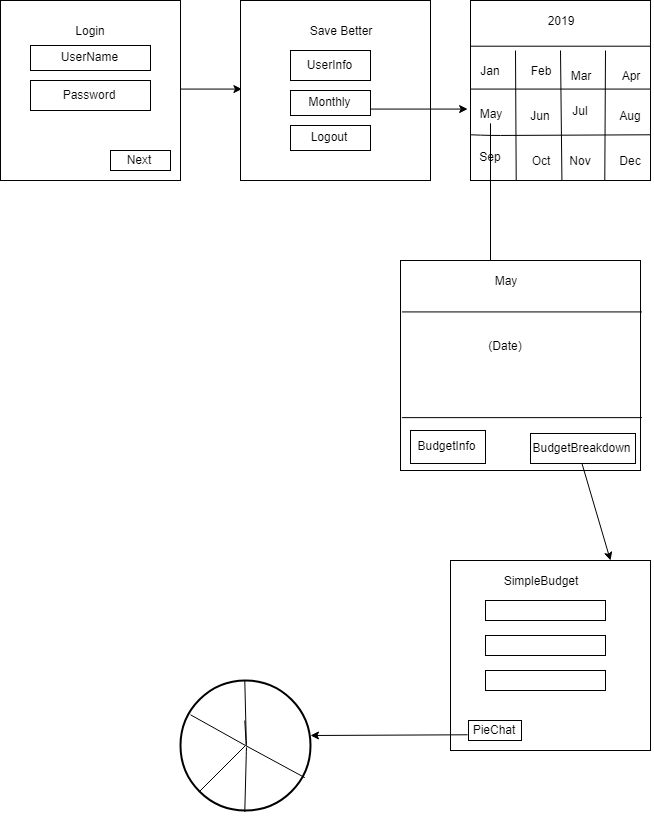 Login
UserName
Password
Next
Save Better
UserInfo
Monthly
Logout
2019
Jan Feb Mar Apr
May Jun Jul Aug
Sep Oct Nov Dec
May
(Date)
BudgetInfo BudgetBreakdown
SimpleBudget
PieChat